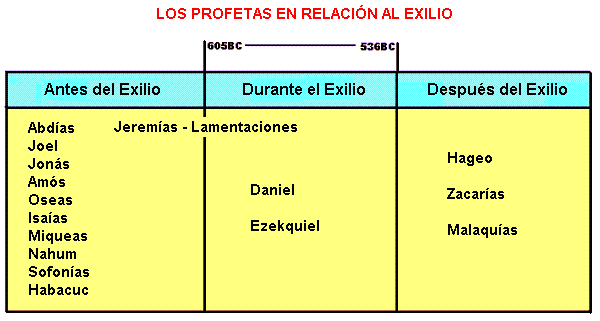 LOS PROFETAS EN RELACIÓN AL EXILIO
605BC 536BC
Antes del Exilio Durante el Exilio Después del Exilio
Abdías Jeremías - Lamentaciones
Joel
Jonás
Amós
Oseas
Isaías
Miqueas
Nahum
Sofonías
Habacuc
Daniel
Ezekquiel
Hageo
Zacarías
Malaquías